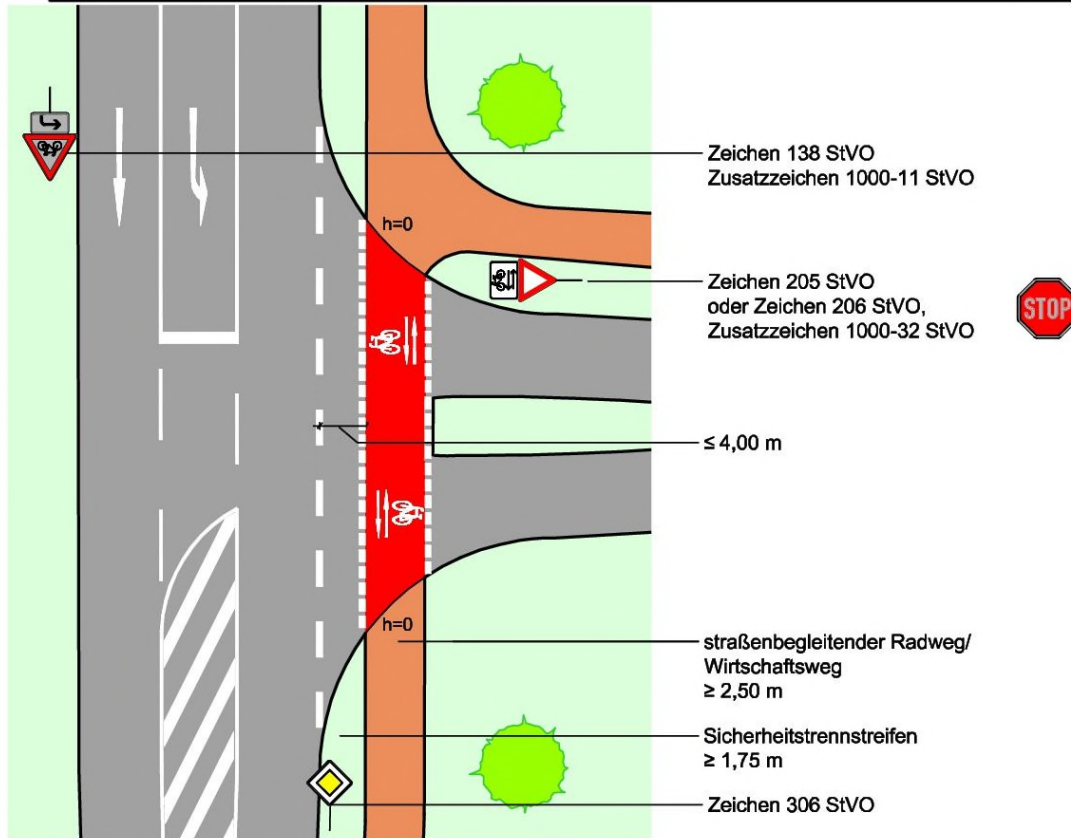 Zeichen 138 StVO
Zusatzzeichen 1000-11 StVO
h=0
Zeichen 205 StVO
oder Zeichen 206 StVO,
Zusatzzeichen 1000-32 StVO
STOP
≤ 4,00 m
h=0
straßenbegleitender Radweg/
Wirtschaftsweg
≥ 2,50 m
Sicherheitstrennstreifen
≥ 1,75 m
Zeichen 306 StVO